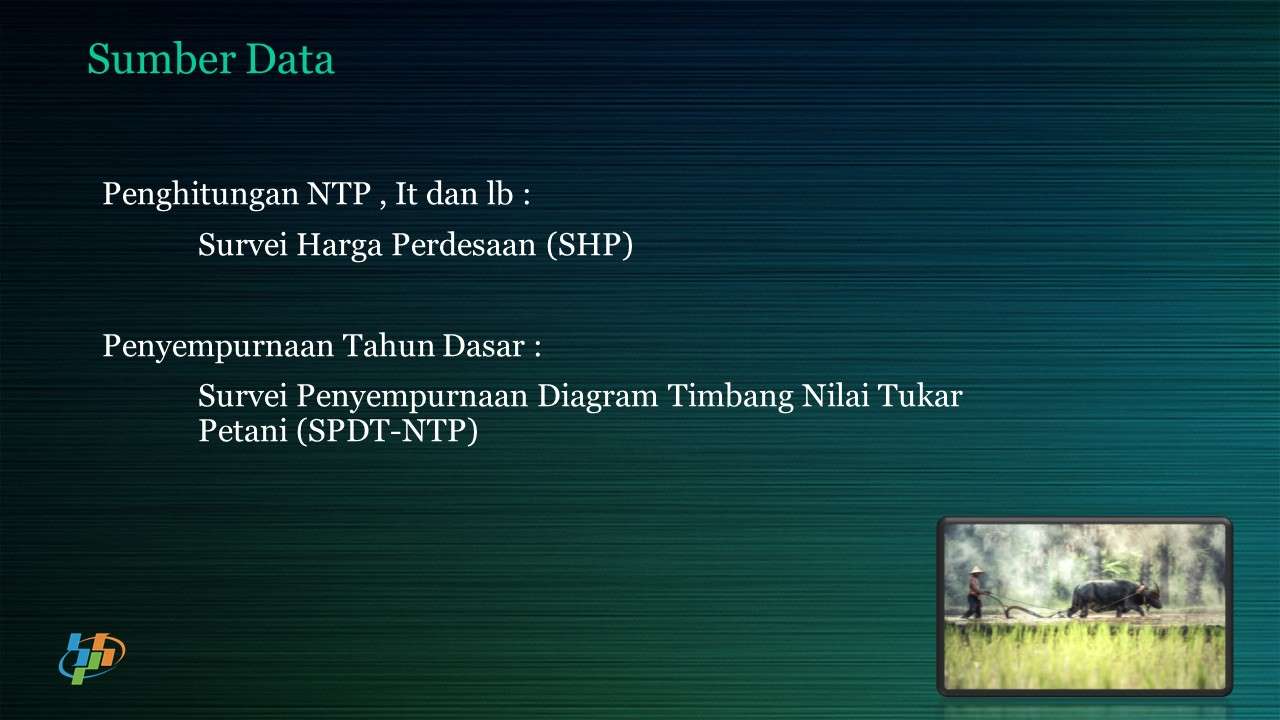 Sumber Data
Penghitungan NTP , It dan lb :
Survei Harga Perdesaan (SHP)
Penyempurnaan Tahun Dasar :
Survei Penyempurnaan Diagram Timbang Nilai Tukar
Petani (SPDT-NTP)